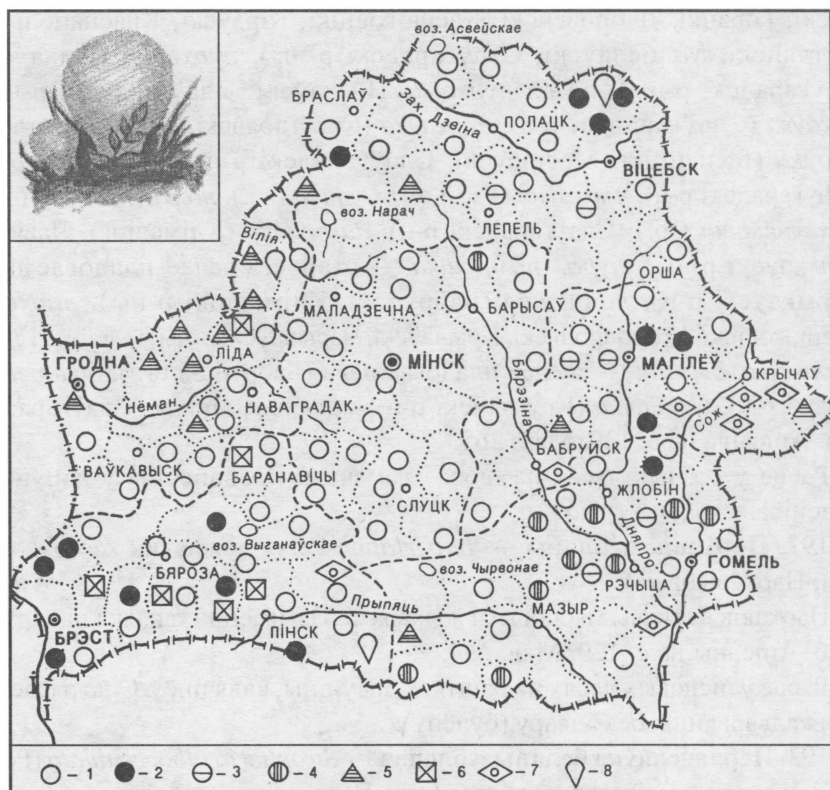 воз. Асвейскае
БРАСЛАЎ
Зах. Дзвіна
ПОЛАЦК
ВІЦЕБСК
воз. Нарач
ЛЕПЕЛЬ
Вілія
ОРША
МАЛАДЗЕЧНА
БАРЫСАЎ
ЛІДА
МІНСК
МАГІЛЁЎ
ГРОДНА
КРЫЧАЎ
Нёман
НАВАГРАДАК
Бярэзіна
Сож
ВАЎКАВЫСК
БАРАНАВІЧЫ
БАБРУЙСК
СЛУЦК
ЖЛОБІН
воз. Выганаўскае
Дняпро
БЯРОЗА
воз. Чырвонае
ГОМЕЛЬ
РЭЧЫЦА
Прыпяць
МАЗЫР
БРЭСТ
ПІНСК
- 1 - 2 - 3 - 4 - 5 - 6 - 7 - 8